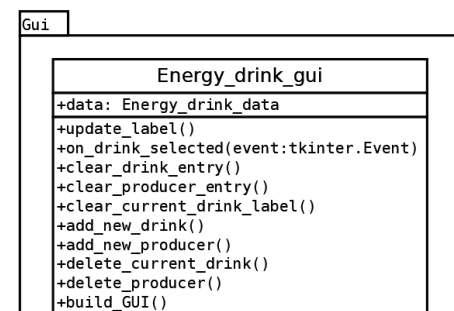 Gui
Energy_drink_gui
+data: Energy_drink_data
+update_label()
+on_drink_selected(event:tkinter.Event)
+clear_drink_entry()
+clear_producer_entry()
+clear_current_drink_label()
+add_new_drink()
+add_new_producer()
+delete_current_drink()
+delete_producer()
+build_GUI()